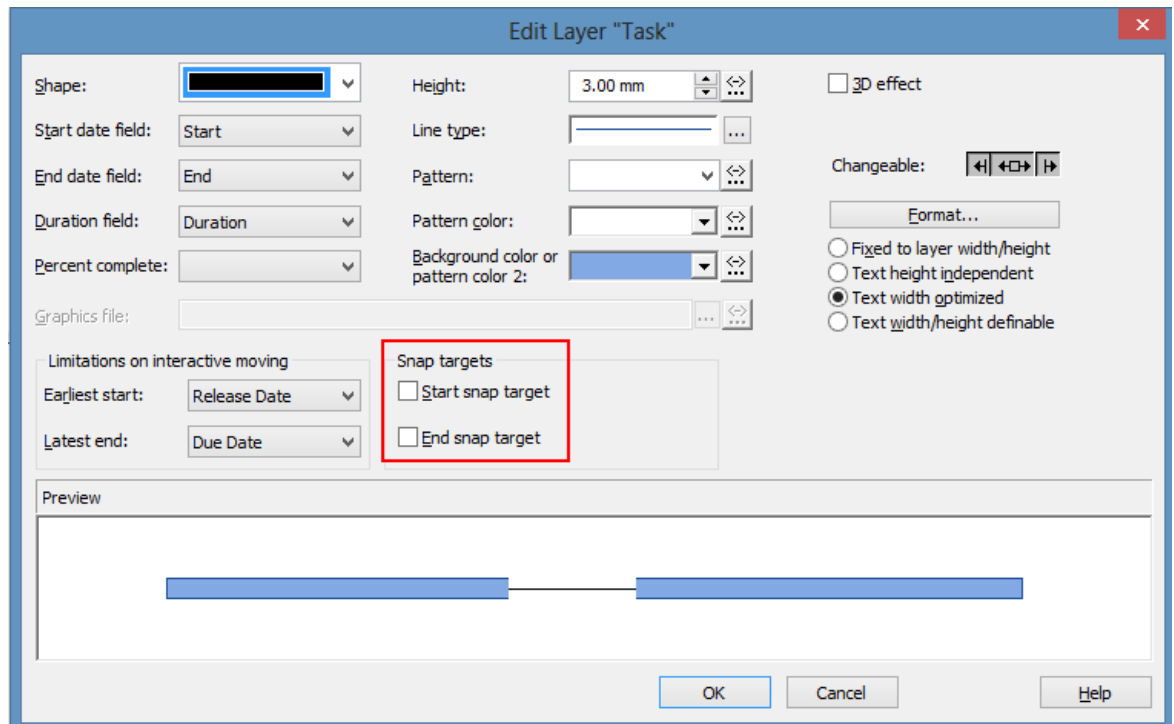 Edit Layer "Task"
Shape:
Height:
3.00 mm
3D effect
Start date field:
Start
Line type:
...
End date field:
End
Pattern:
Changeable:
Duration field:
Duration
Pattern color:
Format...
Percent complete:
Background color or
pattern color 2:
Fixed to layer width/height
Text height independent
Text width optimized
Text width/height definable
Graphics file:
...
Limitations on interactive moving
Earliest start:
Release Date
Latest end:
Due Date
Snap targets
Start snap target
End snap target
Preview
OK
Cancel
Help